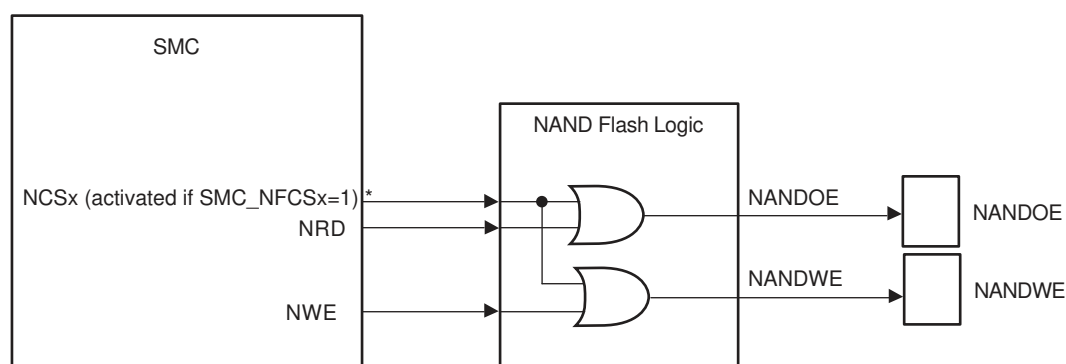 SMC
NAND Flash Logic
NCSx (activated if SMC_NFCSx=1) *
NANDOE
NANDOE
NRD
NANDWE
NANDWE
NWE